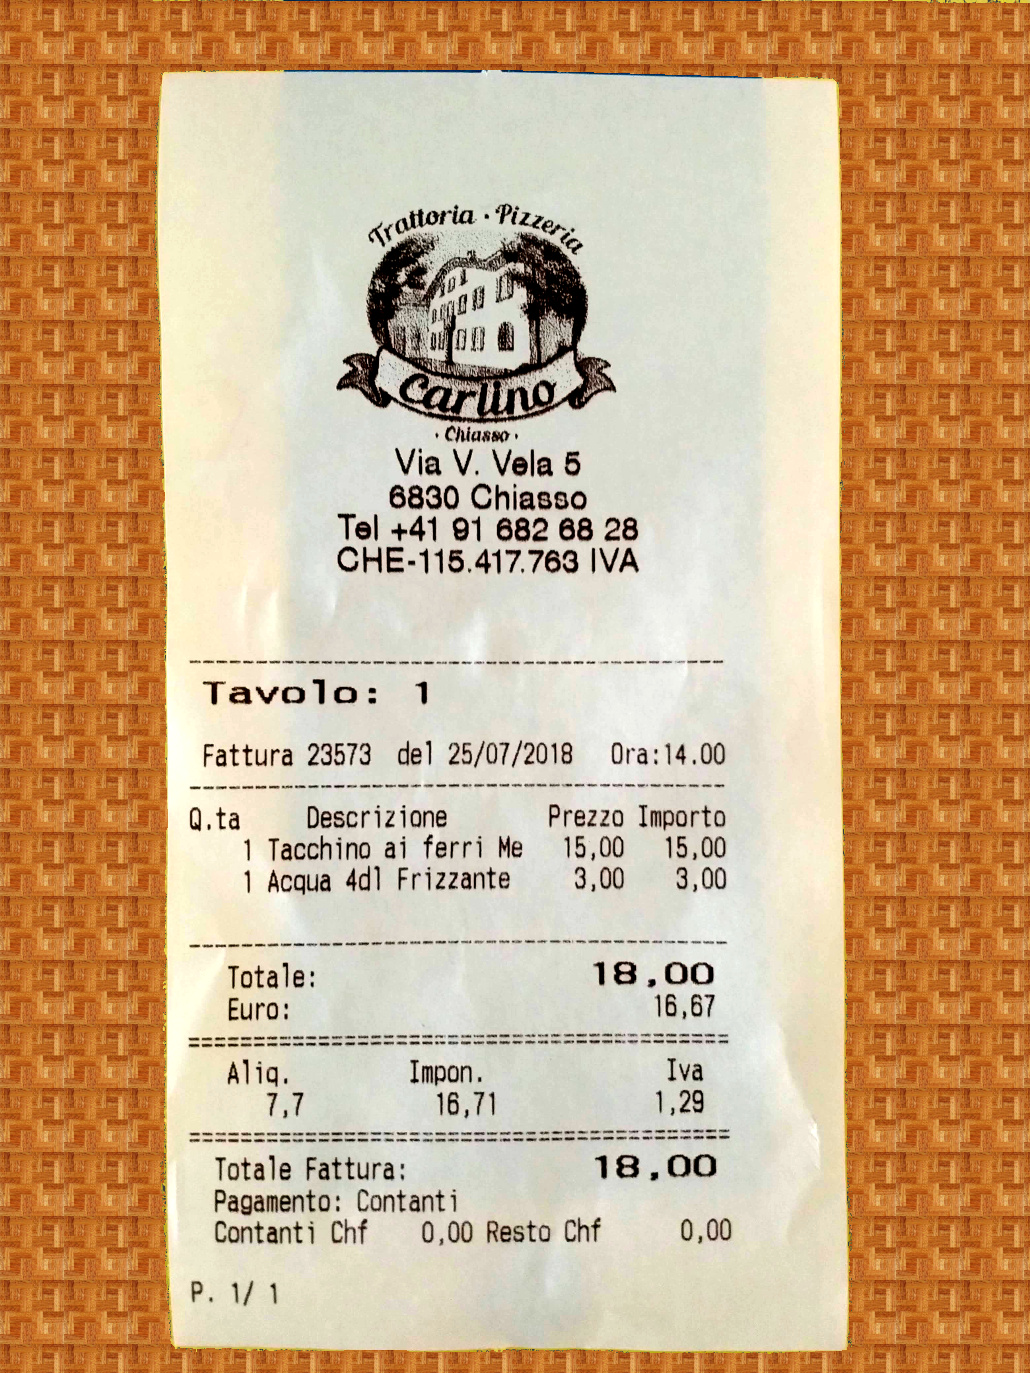 Trattoria · Pizzeria
Carlino
· Chiasso ·
Via V. Vela 5
6830 Chiasso
Tel +41 91 682 68 28
CHE-115.417.763 IVA
Tavolo: 1
Fattura 23573 del 25/07/2018 Ora:14.00
Q.ta Descrizione Prezzo Importo
1 Tacchino ai ferri Me 15,00 15,00
1 Acqua 4dl Frizzante 3,00 3,00
Totale: 18,00
Euro: 16,67
Aliq. Impon. Iva
7,7 16,71 1,29
Totale Fattura: 18,00
Pagamento: Contanti
Contanti Chf 0,00 Resto Chf 0,00
P. 1/ 1